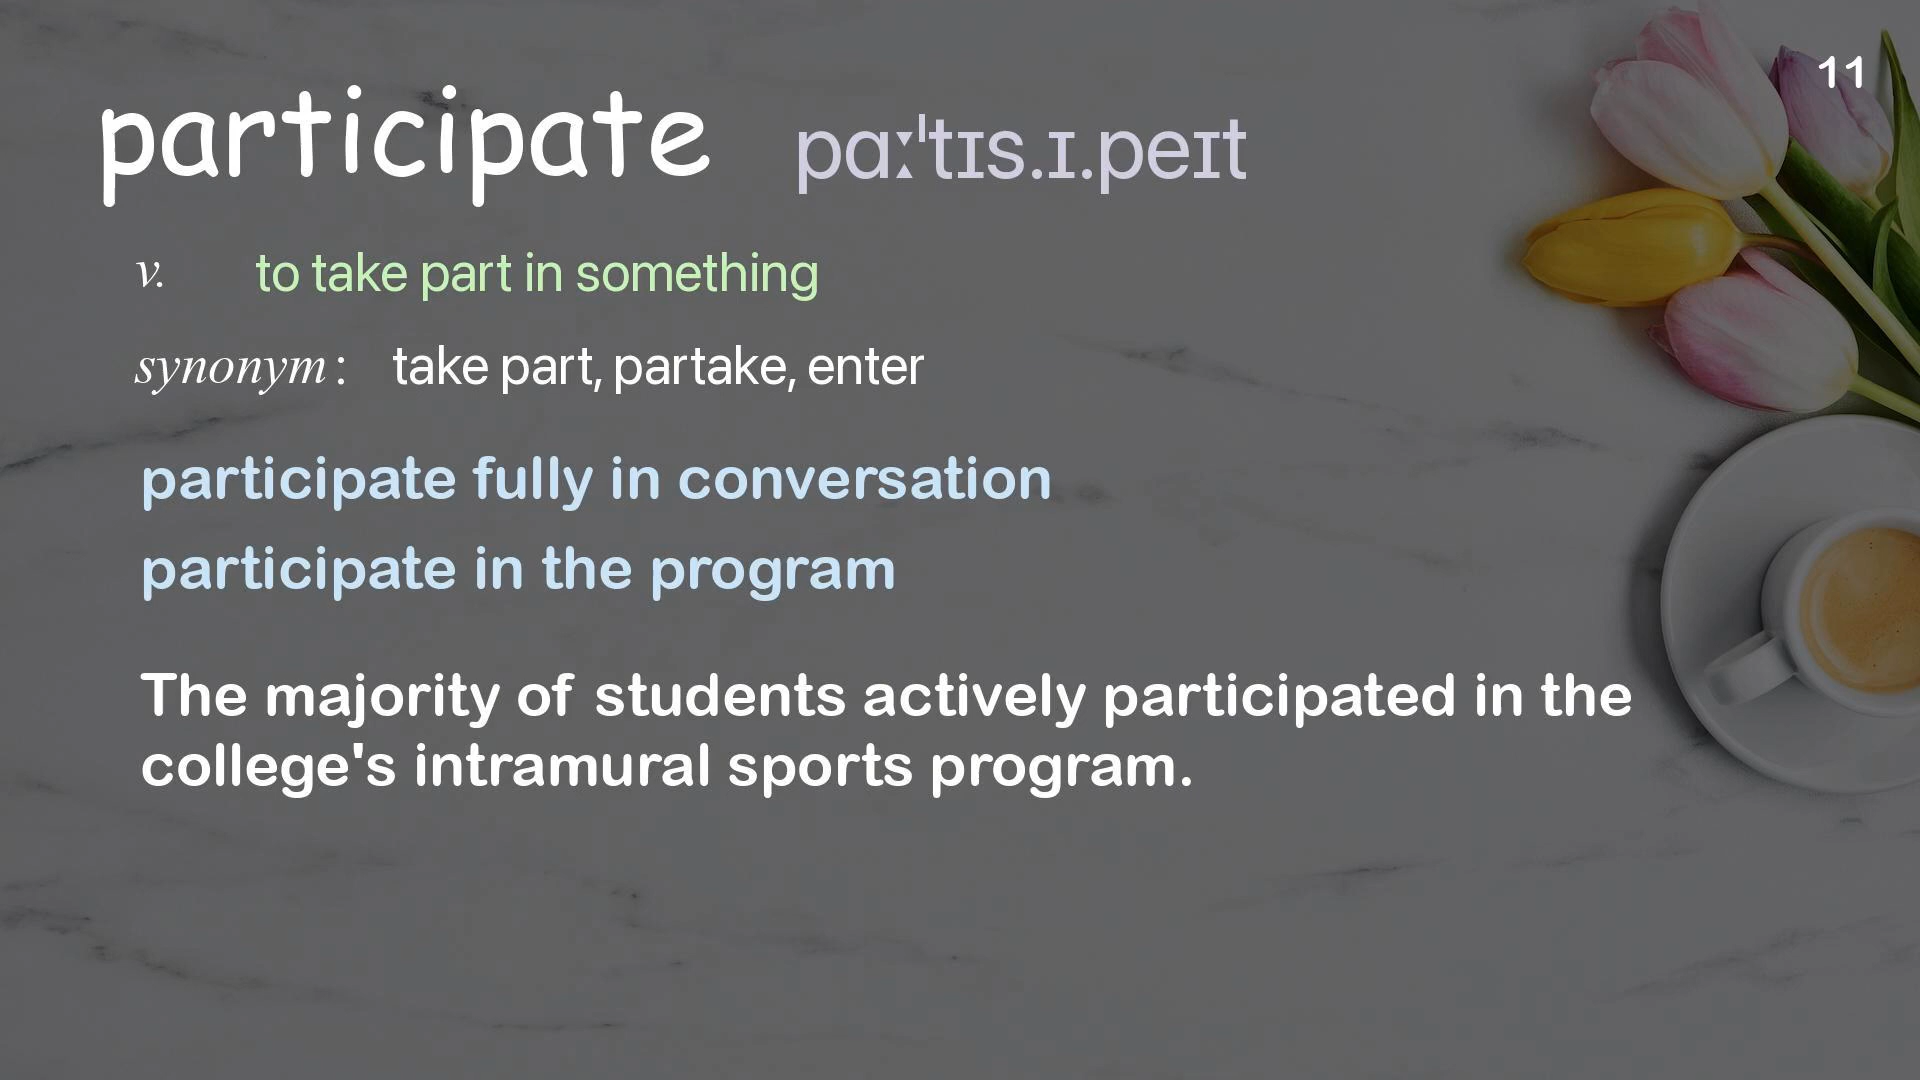 11
participate pɑːˈtɪs.ɪ.peɪt
v. to take part in something
synonym: take part, partake, enter
participate fully in conversation
participate in the program
The majority of students actively participated in the
college's intramural sports program.